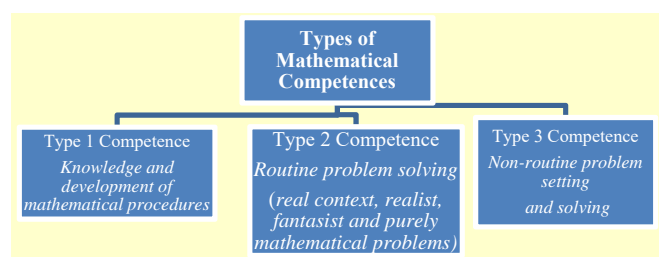 Types of
Mathematical
Competences
Type 1 Competence
Knowledge and
development of
mathematical procedures
Type 2 Competence
Routine problem solving
(real context, realist,
fantasist and purely
mathematical problems)
Type 3 Competence
Non-routine problem
setting
and solving